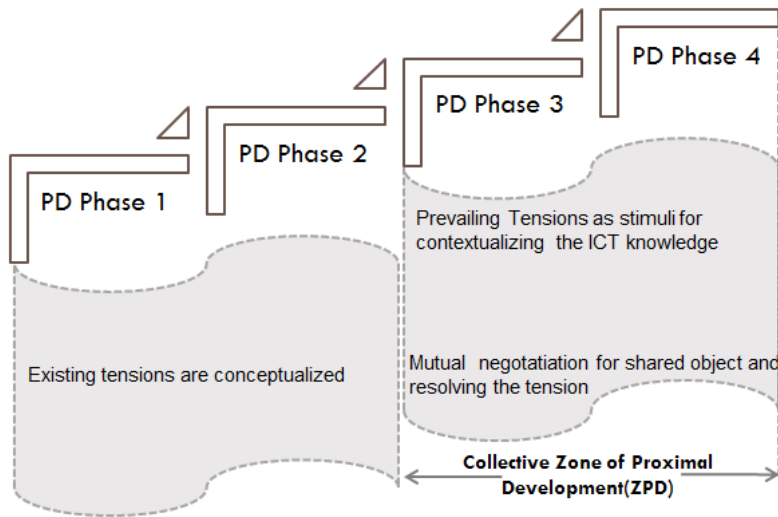 PD Phase 1
PD Phase 2
PD Phase 3
PD Phase 4
Existing tensions are conceptualized
Prevailing Tensions as stimuli for
contextualizing the ICT knowledge
Mutual negotatiation for shared object and
resolving the tension
Collective Zone of Proximal
Development(ZPD)